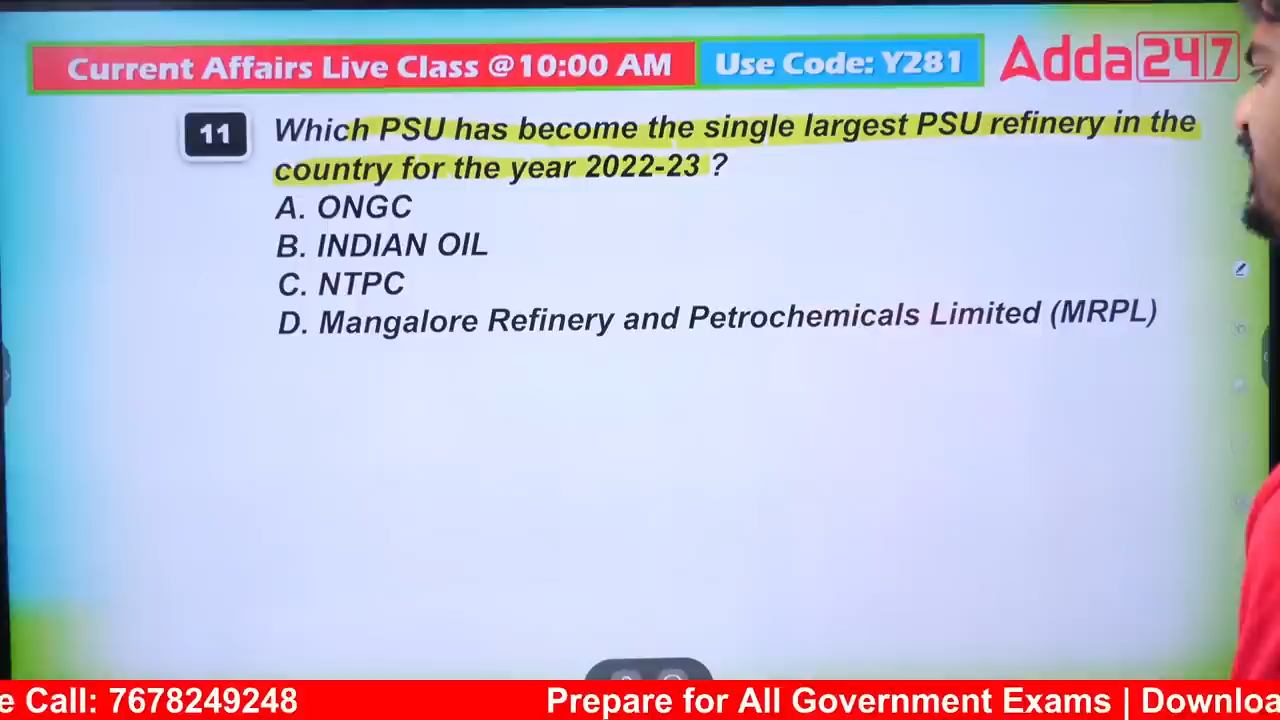 Current Affairs Live Class @10:00 AM Use Code: Y281 Adda247
11 Which PSU has become the single largest PSU refinery in the
country for the year 2022-23 ?
A. ONGC
B. INDIAN OIL
C. NTPC
D. Mangalore Refinery and Petrochemicals Limited (MRPL)
e Call: 7678249248 Prepare for All Government Exams | Downloa